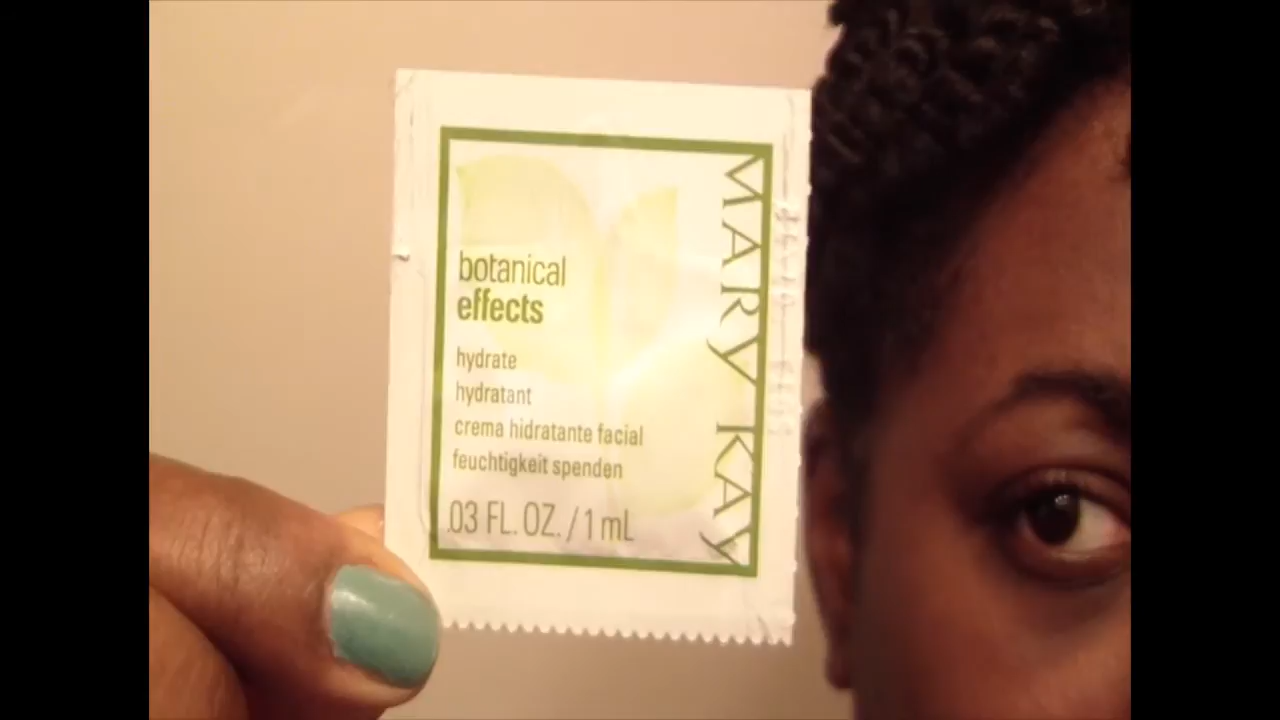 botanical
effects
hydrate
hydratant
crema hidratante facial
feuchtigkeit spenden
.03 FL. OZ. / 1 mL
MARY KAY